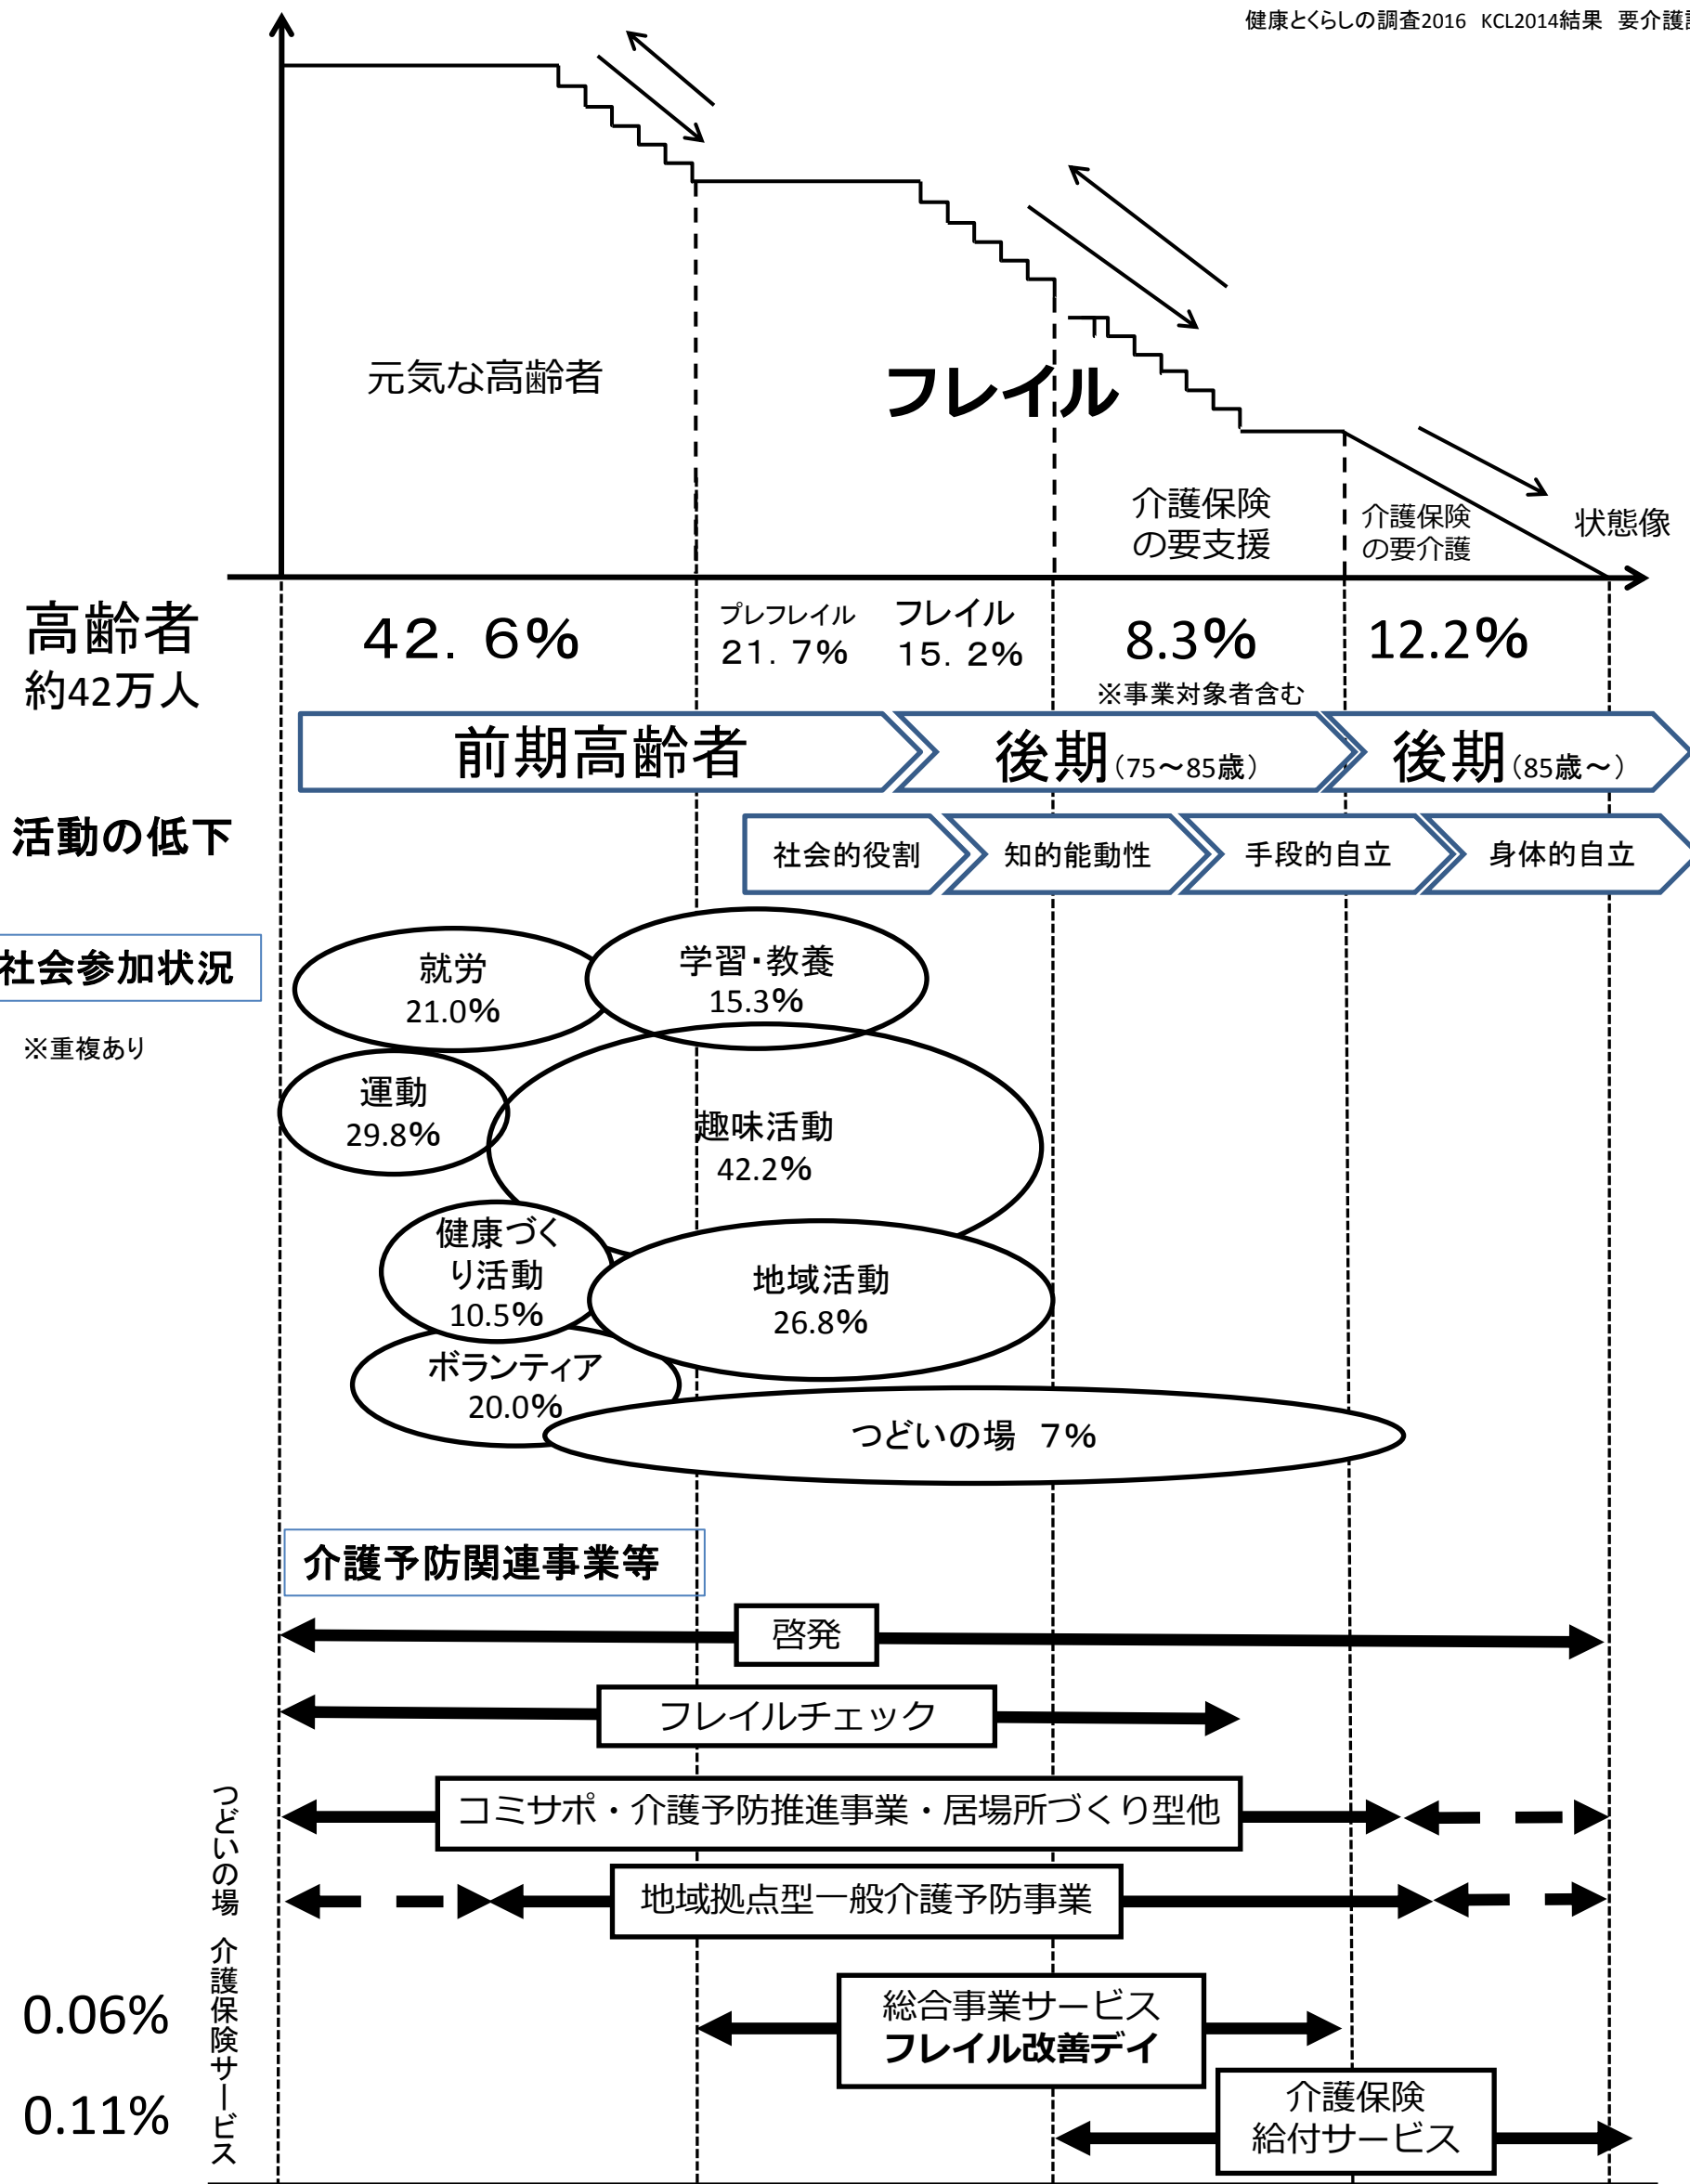 健康とくらしの調査2016 KCL2014結果 要介護
元気な高齢者
フレイル
介護保険
の要支援
介護保険
の要介護
状態像
高齢者
約42万人
42．6%
プレフレイル
21．7%
フレイル
15．2%
8.3%
※事業対象者含む
12.2%
前期高齢者
後期（75～85歳）
後期（85歳～）
活動の低下
社会的役割
知的能動性
手段的自立
身体的自立
社会参加状況
※重複あり
就労
21.0%
学習・教養
15.3%
運動
29.8%
趣味活動
42.2%
健康づく
り活動
10.5%
地域活動
26.8%
ボランティア
20.0%
つどいの場 7%
介護予防関連事業等
啓発
フレイルチェック
つどいの場
コミサポ・介護予防推進事業・居場所づくり型他
地域拠点型一般介護予防事業
介護保険サービス
0.06%
総合事業サービス
フレイル改善デイ
0.11%
介護保険
給付サービス